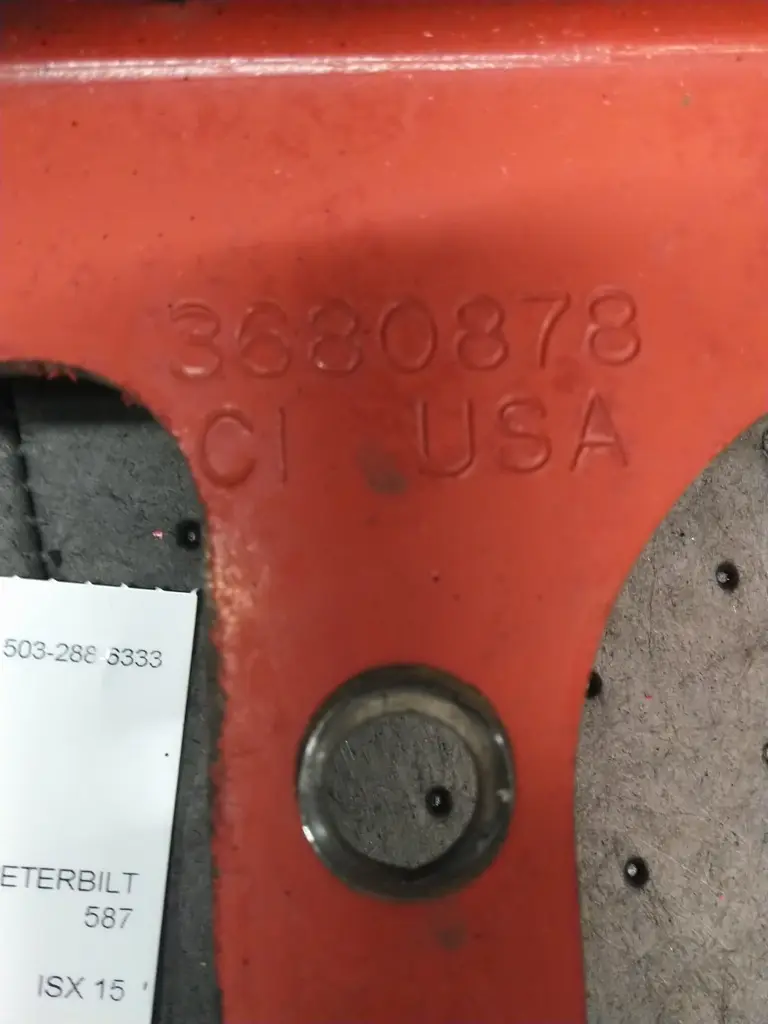 3680878
CI USA
503-288-6333
ETERBILT
587
ISX 15